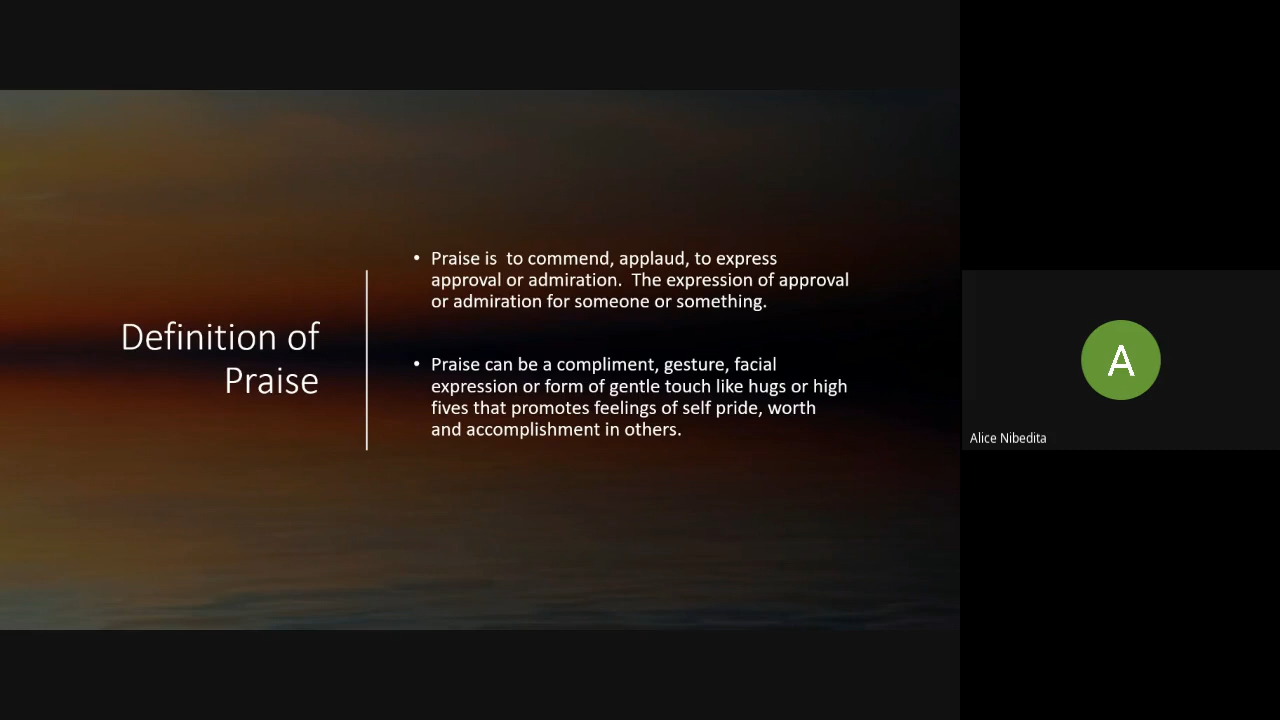 Definition of
Praise
• Praise is  to commend, applaud, to express
approval or admiration.  The expression of approval
or admiration for someone or something.
• Praise can be a compliment, gesture, facial
expression or form of gentle touch like hugs or high
fives that promotes feelings of self pride, worth
and accomplishment in others.
A
Alice Nibedita